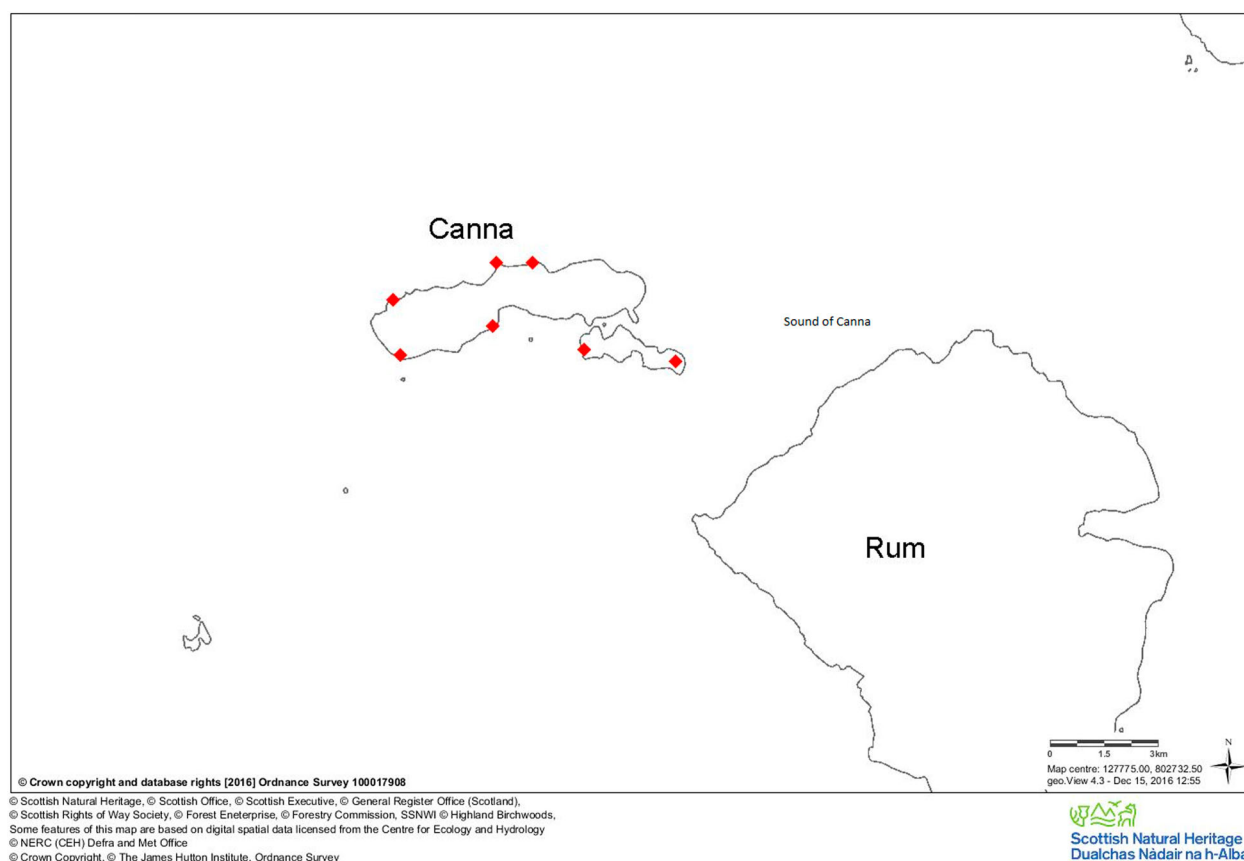 Canna
Sound of Canna
Rum
0 1.5 3km
N
Map centre: 127775.00, 802732.50
geo.View 4.3 - Dec 15, 2016 12:55
© Crown copyright and database rights [2016] Ordnance Survey 100017908
© Scottish Natural Heritage, © Scottish Office, © Scottish Executive, © General Register Office (Scotland),
© Scottish Rights of Way Society, © Forest Eneterprise, © Forestry Commission, SSNWI © Highland Birchwoods,
Some features of this map are based on digital spatial data licensed from the Centre for Ecology and Hydrology
© NERC (CEH) Defra and Met Office
© Crown Copyright, © The James Hutton Institute, Ordnance Survey
Scottish Natural Heritage
Dualchas Nàdair na h-Alba